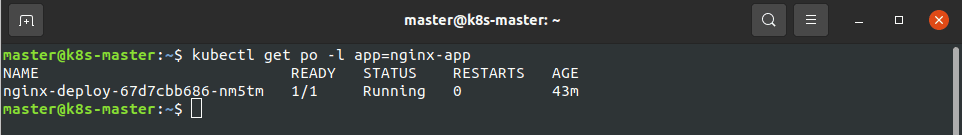 master@k8s-master: ~
master@k8s-master:~$ kubectl get po -l app=nginx-app
NAME READY STATUS RESTARTS AGE
nginx-deploy-67d7cbb686-nm5tm 1/1 Running 0 43m
master@k8s-master:~$